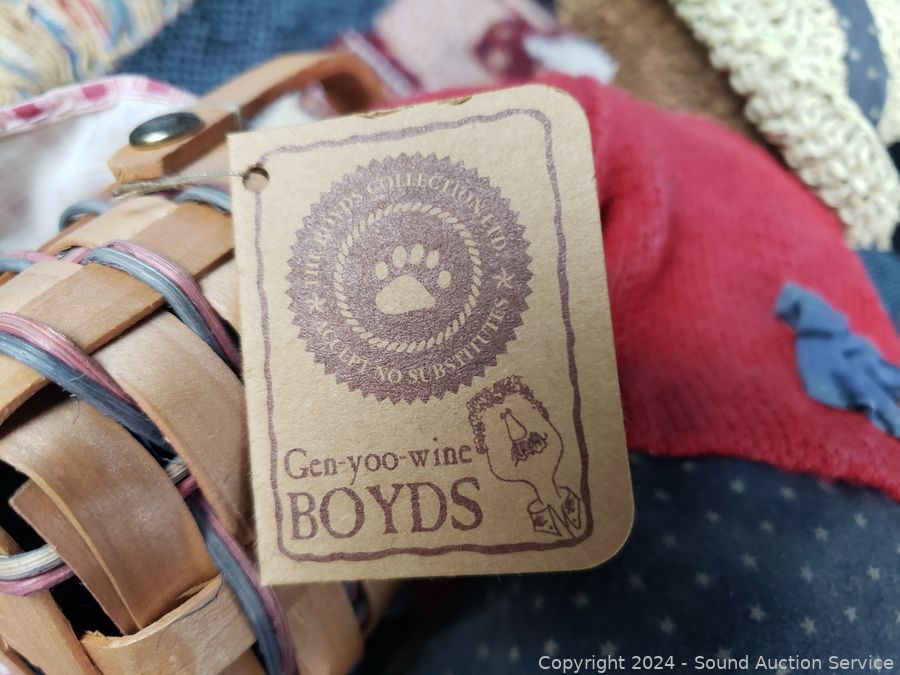 THE BOYDS COLLECTION LTD
★ ACCEPT NO SUBSTITUTES ★
Gen-yoo-wine
BOYDS
Copyright 2024 - Sound Auction Service